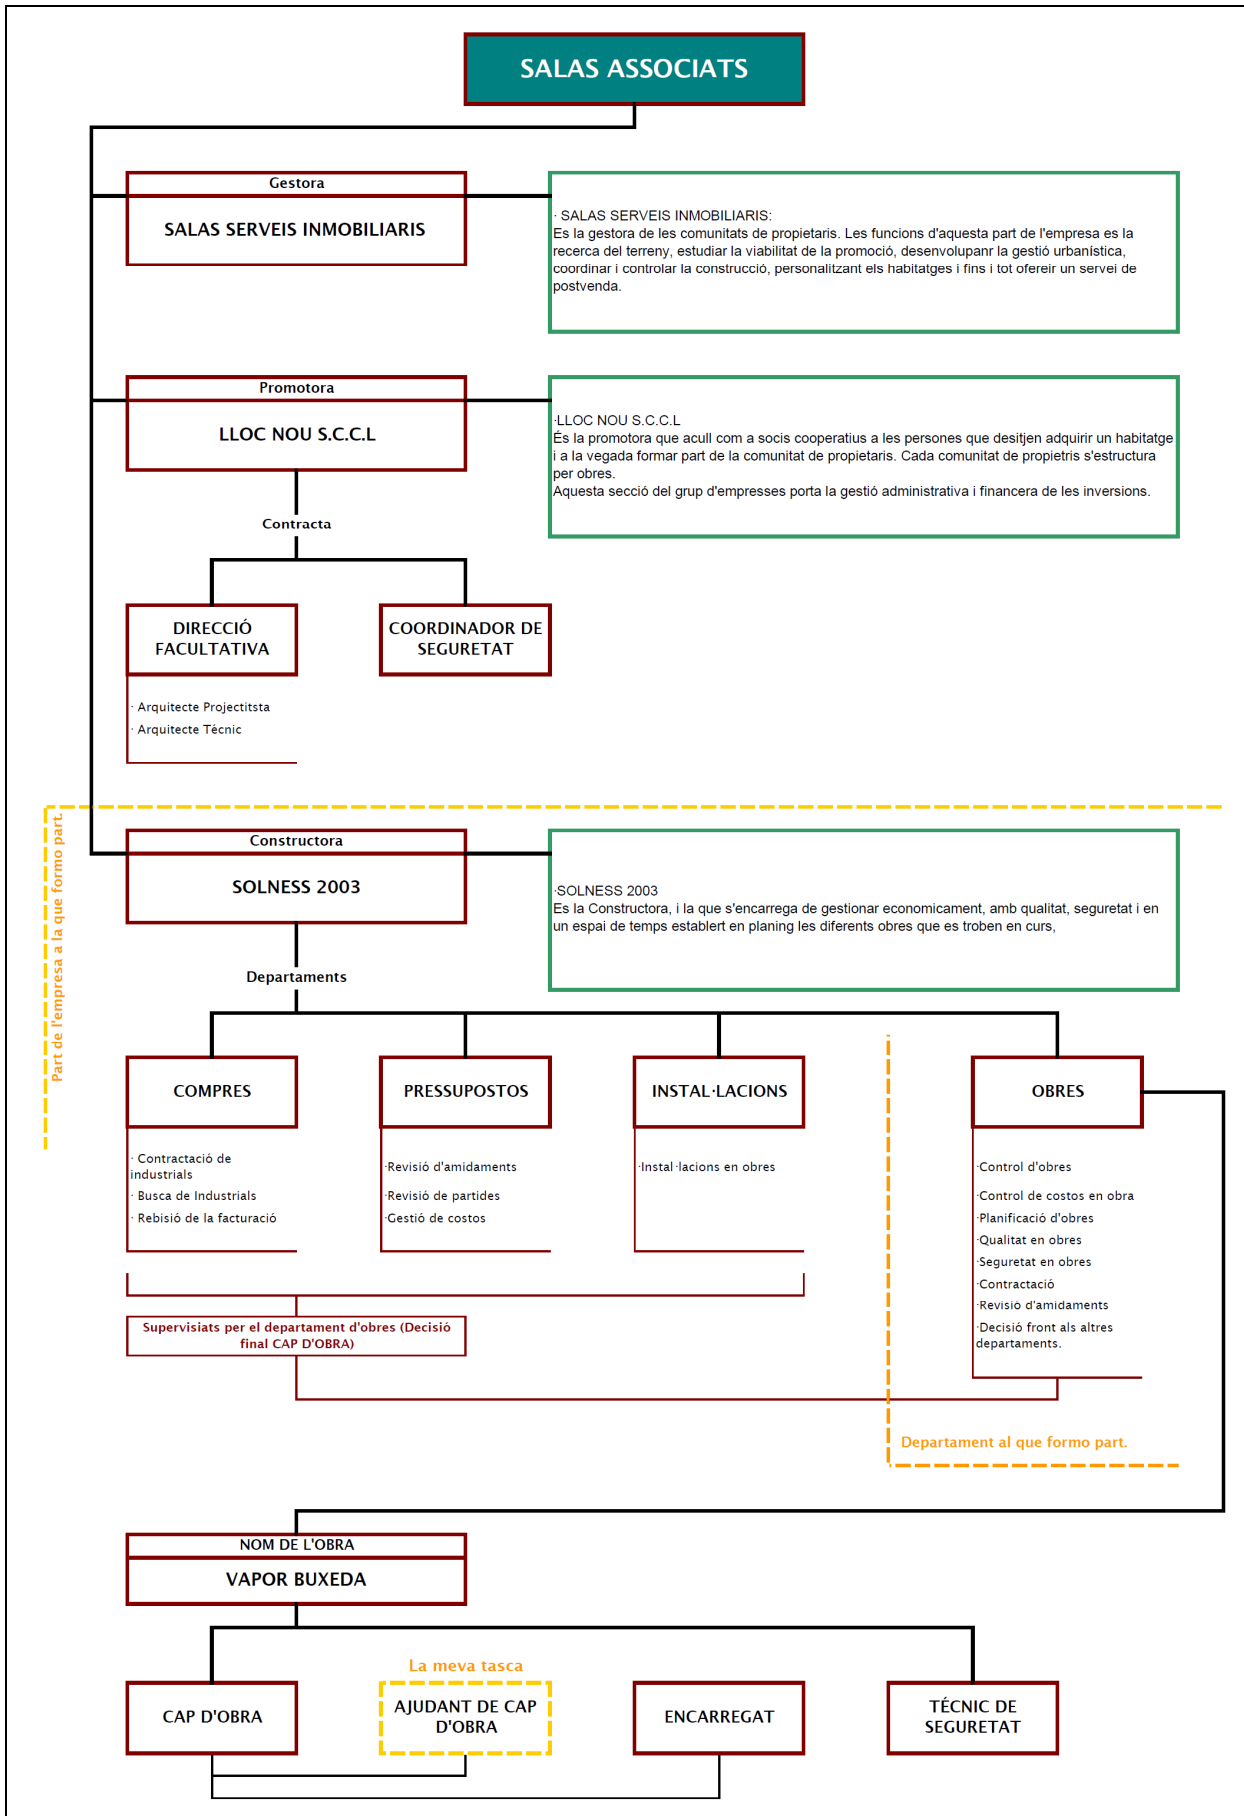 SALAS ASSOCIATS
Gestora
SALAS SERVEIS INMOBILIARIS
· SALAS SERVEIS INMOBILIARIS:
Es la gestora de les comunitats de propietaris. Les funcions d'aquesta part de l'empresa es la
recerca del terreny, estudiar la viabilitat de la promoció, desenvolupanr la gestió urbanística,
coordinar i controlar la construcció, personalitzant els habitatges i fins i tot ofereir un servei de
postvenda.
Promotora
LLOC NOU S.C.C.L
·LLOC NOU S.C.C.L
És la promotora que acull com a socis cooperatius a les persones que desitjen adquirir un habitatge
i a la vegada formar part de la comunitat de propietaris. Cada comunitat de propietris s'estructura
per obres.
Aquesta secció del grup d'empresses porta la gestió administrativa i financera de les inversions.
Contracta
DIRECCIÓ
FACULTATIVA
COORDINADOR DE
SEGURETAT
· Arquitecte Projectitsta
· Arquitecte Técnic
Part de l'empresa a la que formo part.
Constructora
SOLNESS 2003
·SOLNESS 2003
Es la Constructora, i la que s'encarrega de gestionar economicament, amb qualitat, seguretat i en
un espai de temps establert en planing les diferents obres que es troben en curs,
Departaments
COMPRES
PRESSUPOSTOS
INSTAL·LACIONS
OBRES
· Contractació de
industrials
· Busca de Industrials
· Rebisió de la facturació
·Revisió d'amidaments
·Revisió de partides
·Gestió de costos
·Instal·lacions en obres
·Control d'obres
·Control de costos en obra
·Planificació d'obres
·Qualitat en obres
·Seguretat en obres
·Contractació
·Revisió d'amidaments
·Decisió front als altres
departaments.
Supervisiats per el departament d'obres (Decisió
final CAP D'OBRA)
Departament al que formo part.
NOM DE L'OBRA
VAPOR BUXEDA
La meva tasca
CAP D'OBRA
AJUDANT DE CAP
D'OBRA
ENCARREGAT
TÉCNIC DE
SEGURETAT